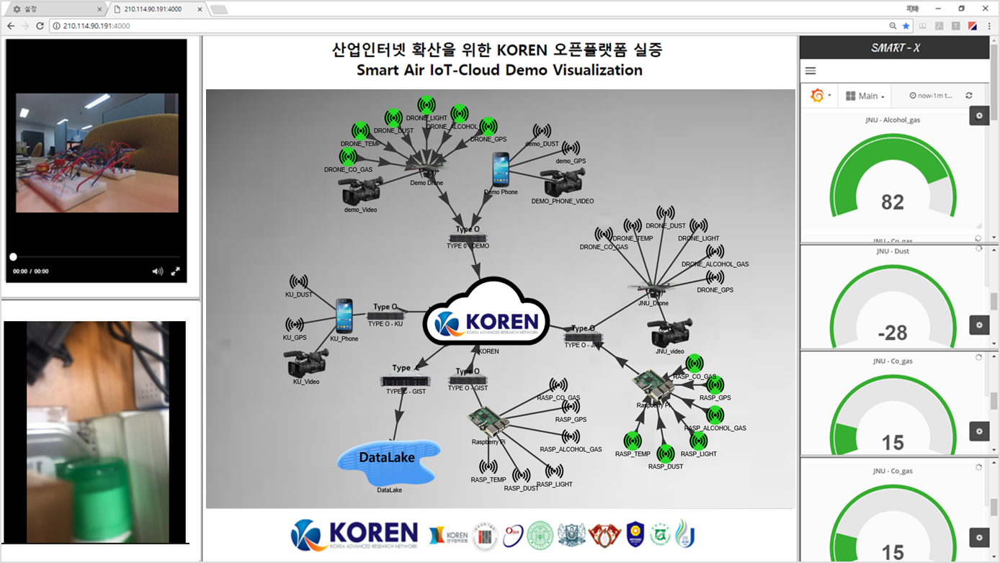 설정
210.114.90.191:4000
210.114.90.191:4000
00:00 / 00:00
산업인터넷 확산을 위한 KOREN 오픈플랫폼 실증
Smart Air IoT-Cloud Demo Visualization
DRONE_LIGHT
DRONE_DUST
DRONE_ALCOHOL
DRONE_TEMP
DRONE_GPS
DRONE_CO_GAS
Demo Drone
demo_Video
demo_DUST
demo_GPS
Demo Phone
DEMO_PHONE_VIDEO
Type O
TYPE O - DEMO
DRONE_DUST
DRONE_TEMP
DRONE_LIGHT
DRONE_CO_GAS
DRONE_ALCOHOL_GAS
DRONE_GPS
JNU_Drone
JNU_video
KU_DUST
KU_GPS
KU_Phone
KU_Video
Type O
TYPE O - KU
KOREN
KOREA ADVANCED RESEARCH NETWORK
KOREN
Type O
TYPE O - JNU
Type C
TYPE C - GIST
Type O
TYPE O - GIST
RASP_CO_GAS
RASP_GPS
Raspberry Pi
RASP_ALCOHOL_GAS
RASP_TEMP
RASP_LIGHT
RASP_DUST
RASP_CO_GAS
RASP_GPS
Raspberry Pi
RASP_ALCOHOL_GAS
RASP_TEMP
RASP_LIGHT
RASP_DUST
DataLake
DataLake
KOREN
KOREA ADVANCED RESEARCH NETWORK
KOREN
연구협력포럼
SMART - X
Main
now-1m t...
JNU - Alcohol_gas
82
JNU - Co_gas
JNU - Dust
-28
JNU - Co_gas
15
JNU - Co_gas
15